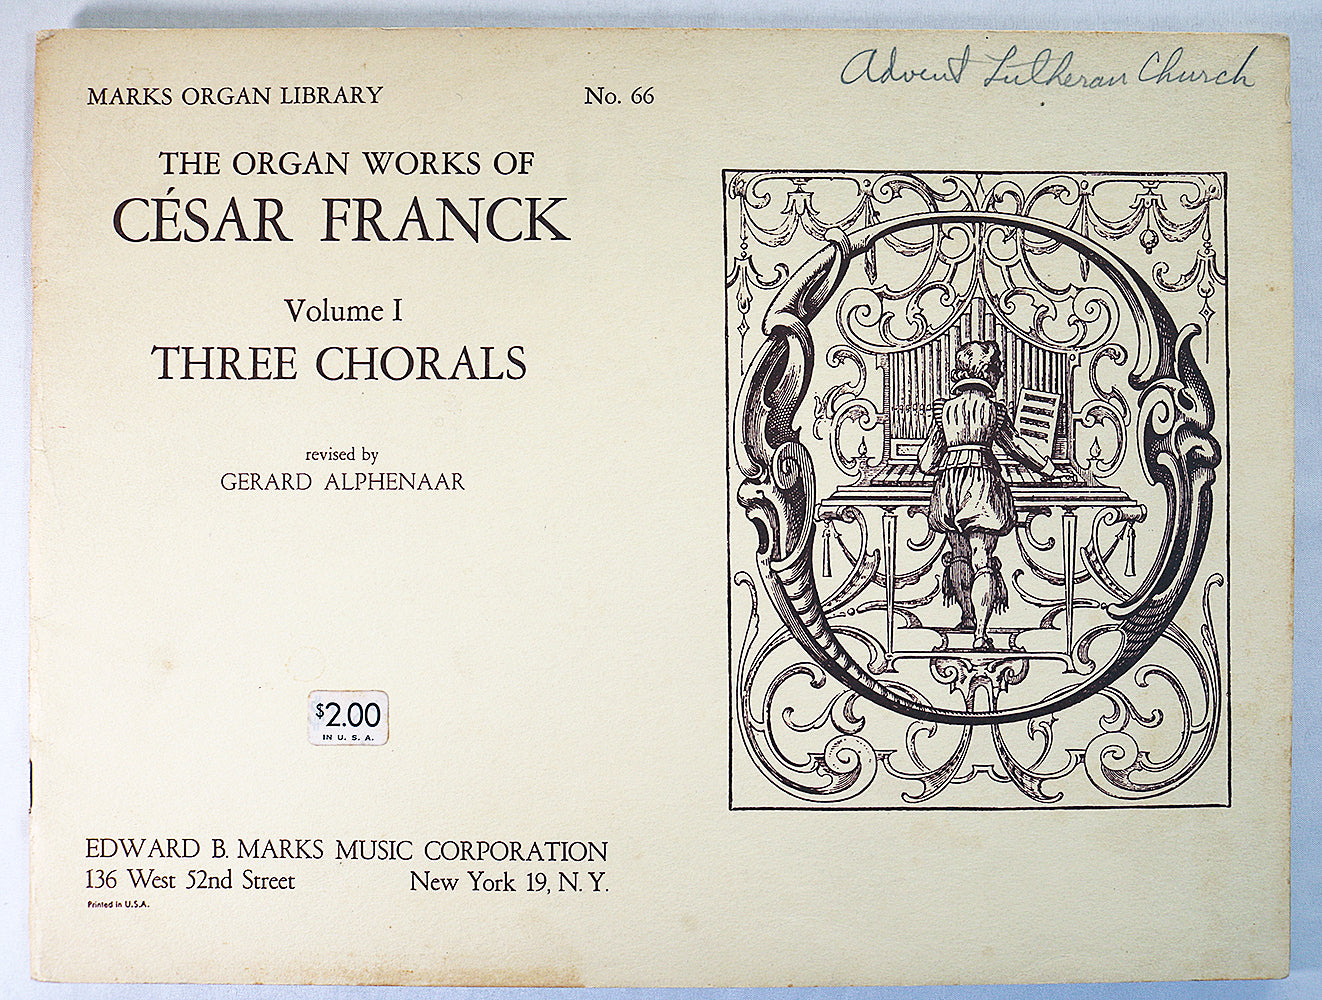 Advent Lutheran Church
MARKS ORGAN LIBRARY No. 66
THE ORGAN WORKS OF
CÉSAR FRANCK
Volume I
THREE CHORALS
revised by
GERARD ALPHENAAR
$2.00
IN U. S. A.
EDWARD B. MARKS MUSIC CORPORATION
136 West 52nd Street New York 19, N. Y.
Printed in U.S.A.